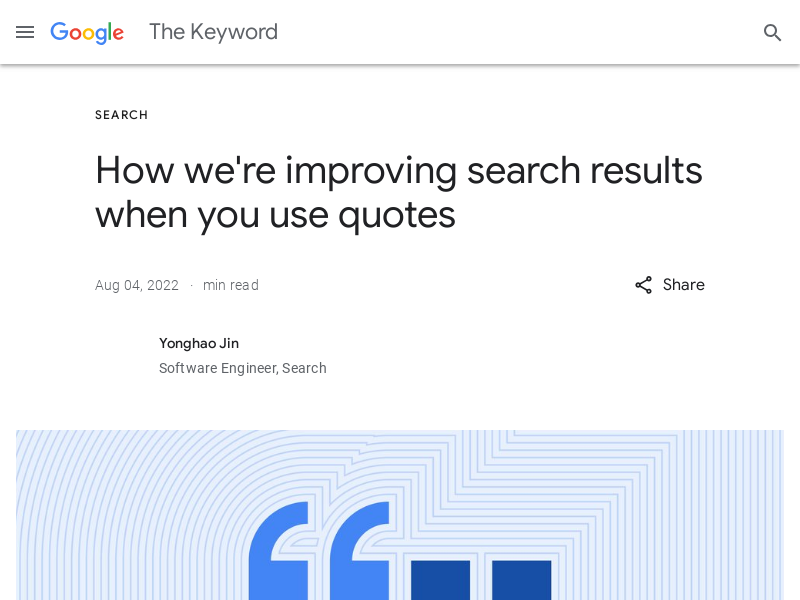 Google The Keyword
SEARCH
How we're improving search results
when you use quotes
Aug 04, 2022 · min read
Share
Yonghao Jin
Software Engineer, Search